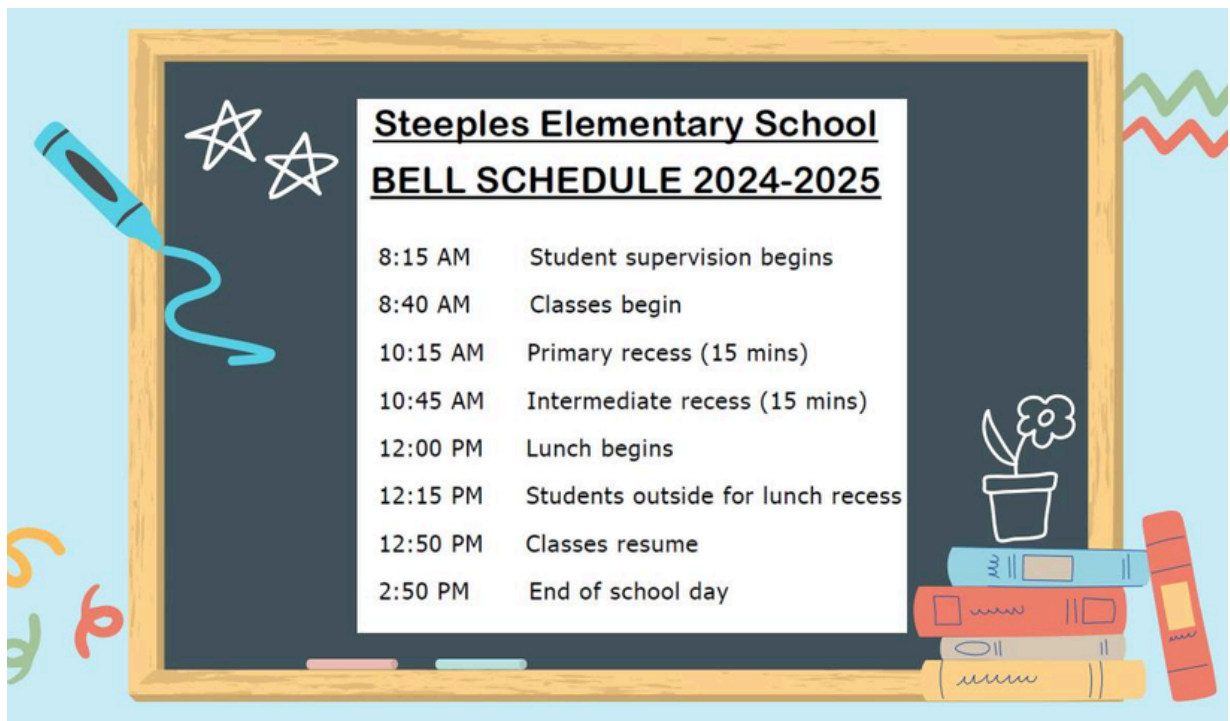 Steeples Elementary School
BELL SCHEDULE 2024-2025
8:15 AM Student supervision begins
8:40 AM Classes begin
10:15 AM Primary recess (15 mins)
10:45 AM Intermediate recess (15 mins)
12:00 PM Lunch begins
12:15 PM Students outside for lunch recess
12:50 PM Classes resume
2:50 PM End of school day